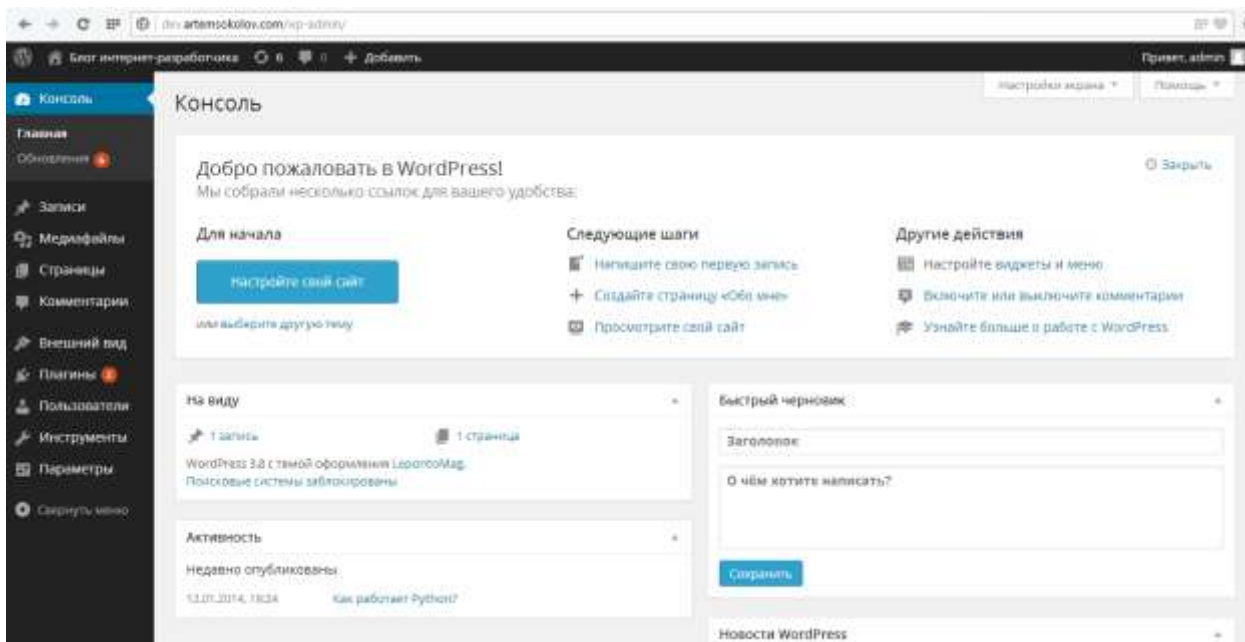 dev.artemsokolov.com/wp-admin/
Блог интернет-разработчика 6 0 + Добавить Привет, admin
Настройки экрана Помощь
Консоль
Главная
Обновления
Записи
Медиафайлы
Страницы
Комментарии
Внешний вид
Плагины
Пользователи
Инструменты
Параметры
Свернуть меню
Консоль
Добро пожаловать в WordPress!
Мы собрали несколько ссылок для вашего удобства:
Закрыть
Для начала
Настройте свой сайт
или выберите другую тему
Следующие шаги
Напишите свою первую запись
Создайте страницу «Обо мне»
Просмотрите свой сайт
Другие действия
Настройте виджеты и меню
Включите или выключите комментарии
Узнайте больше о работе с WordPress
На виду
1 запись 1 страница
WordPress 3.8 с темой оформления LepontoMag.
Поисковые системы заблокированы
Активность
Недавно опубликованы
13.01.2014, Как работает Python?
Быстрый черновик
Заголовок
О чём хотите написать?
Сохранить
Новости WordPress